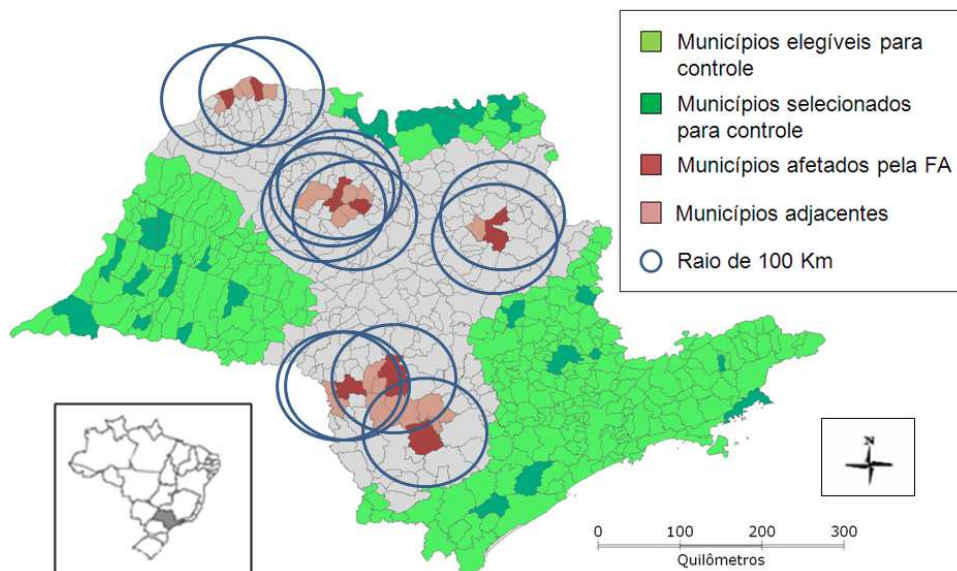 Municípios elegíveis para
controle
Municípios selecionados
para controle
Municípios afetados pela FA
Municípios adjacentes
Raio de 100 Km
N
0 100 200 300
Quilômetros